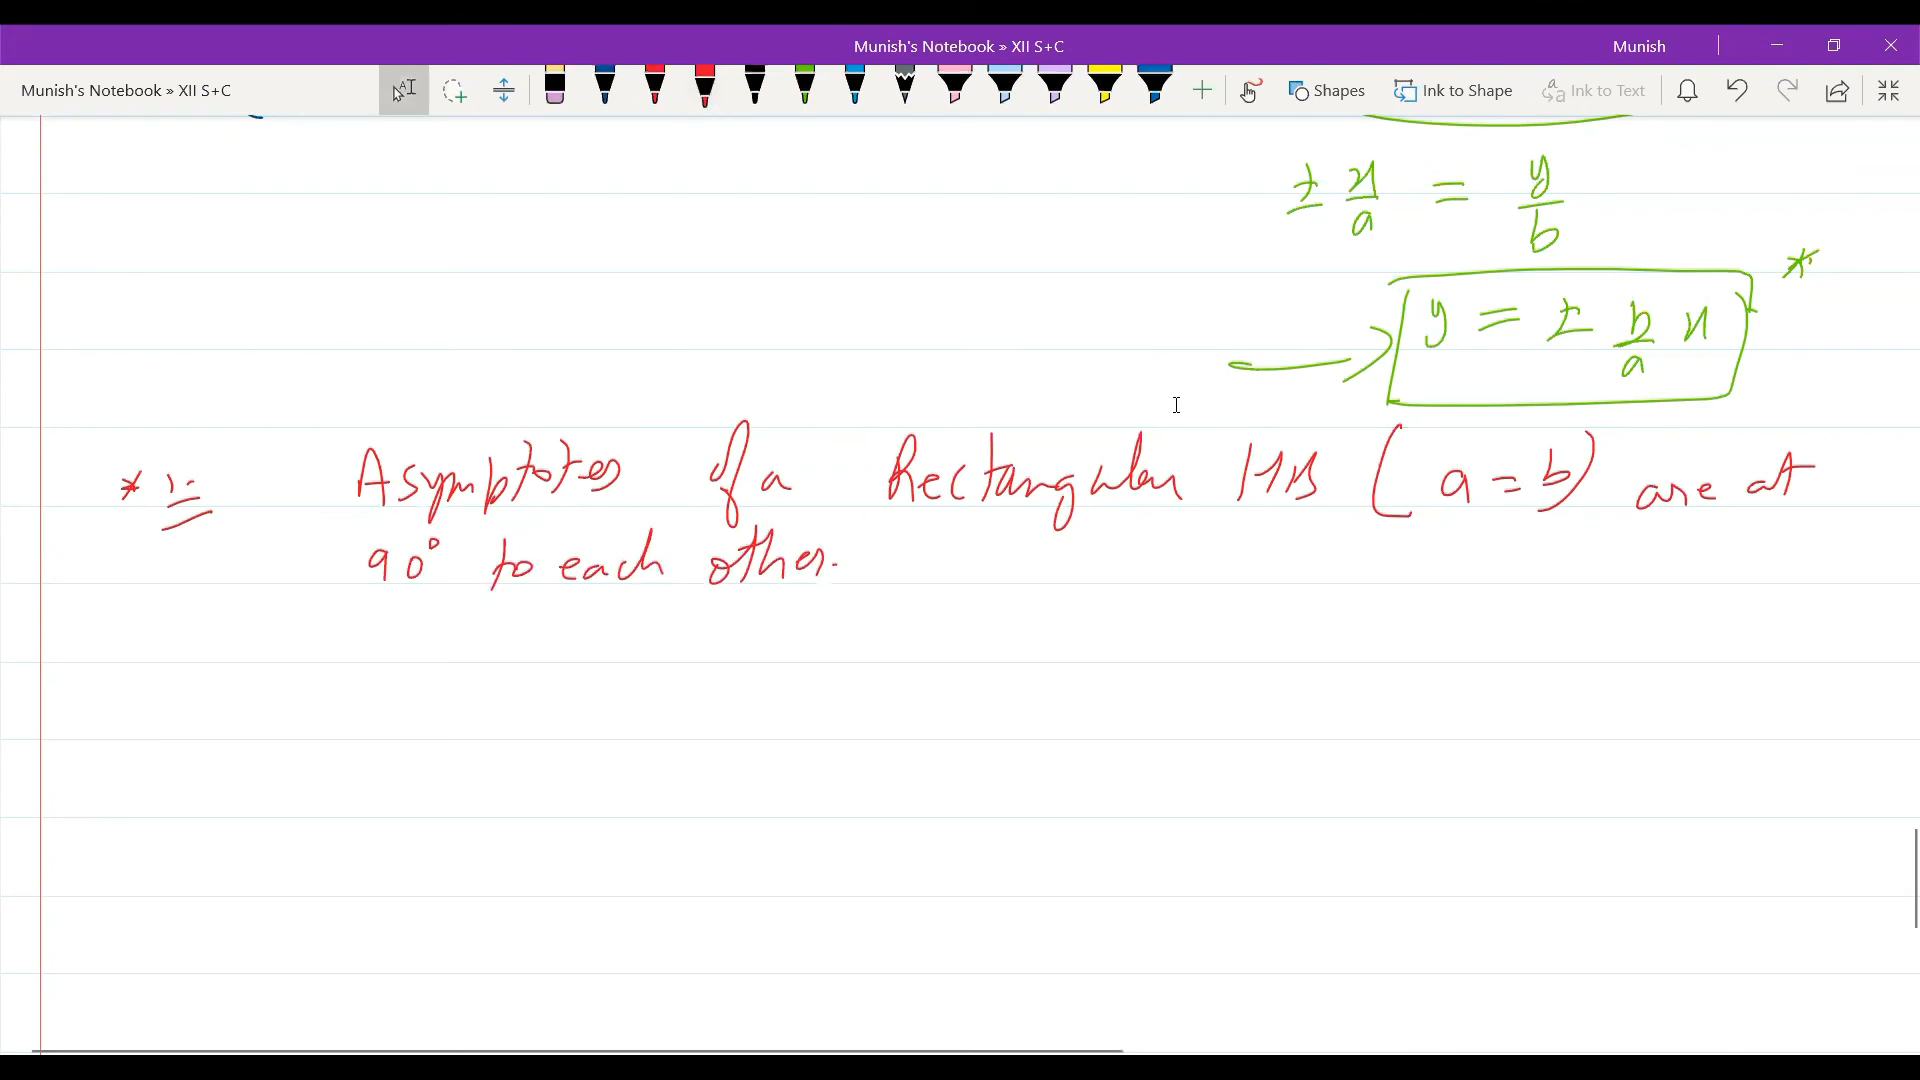 Munish's Notebook » XII S+C
Munish
Munish's Notebook » XII S+C
Shapes
Ink to Shape
Ink to Text
± x/a = y/b
y = ± b/a x *
* 1:-
Asymptotes of a Rectangular HB (a = b) are at
90° to each other.